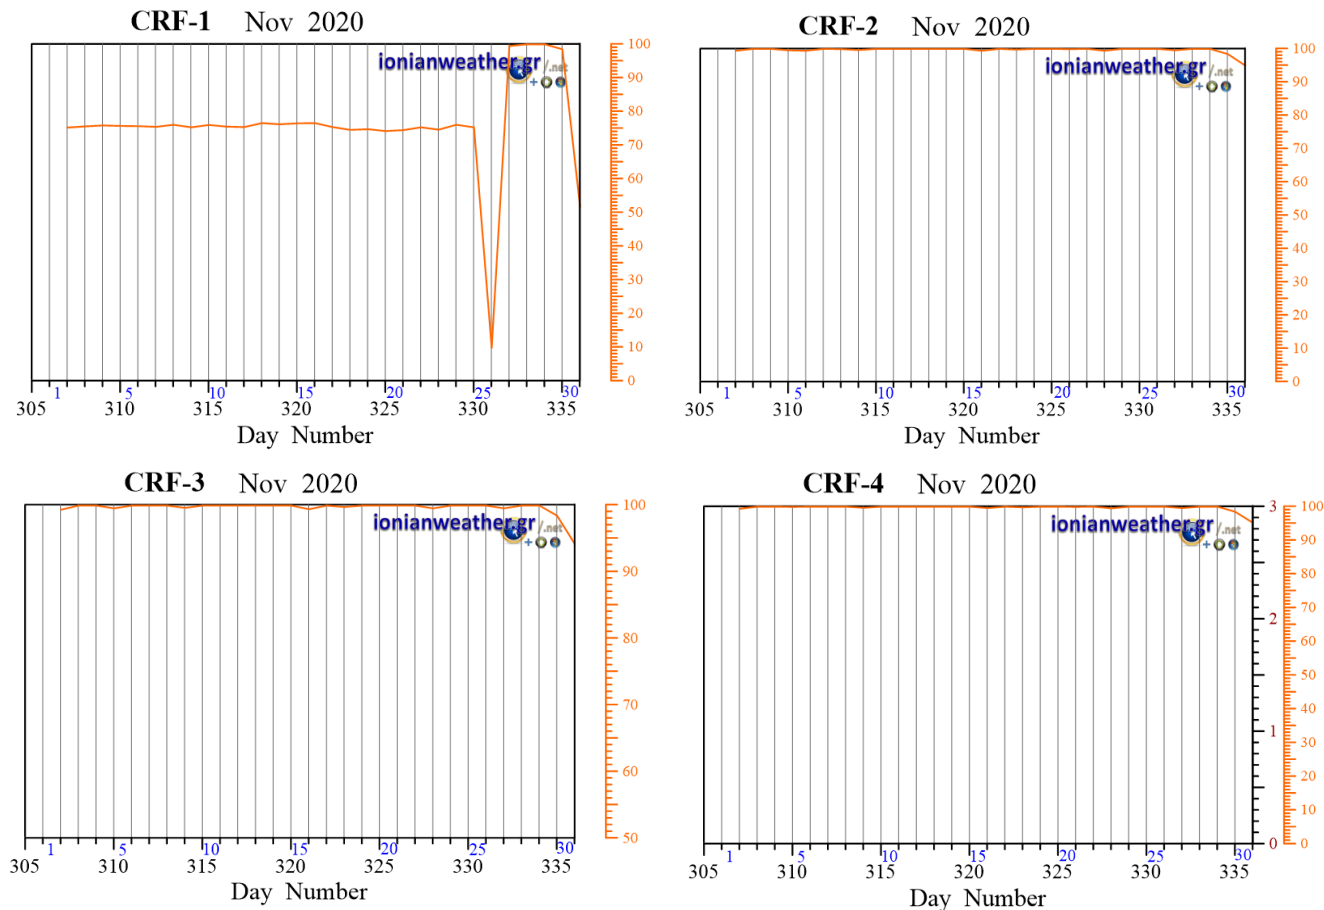 CRF-1 Nov 2020
ionianweather.gr /.net
100
90
80
70
60
50
40
30
20
10
0
1 5 10 15 20 25 30
305 310 315 320 325 330 335
Day Number
CRF-2 Nov 2020
ionianweather.gr /.net
100
90
80
70
60
50
40
30
20
10
0
1 5 10 15 20 25 30
305 310 315 320 325 330 335
Day Number
CRF-3 Nov 2020
ionianweather.gr /.net
100
90
80
70
60
50
1 5 10 15 20 25 30
305 310 315 320 325 330 335
Day Number
CRF-4 Nov 2020
ionianweather.gr /.net
3 100
90
80
70
2
60
50
40
1
30
20
10
0 0
1 5 10 15 20 25 30
305 310 315 320 325 330 335
Day Number